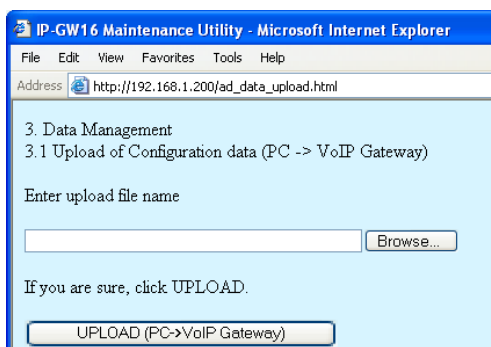 IP-GW16 Maintenance Utility - Microsoft Internet Explorer
File Edit View Favorites Tools Help
Address http://192.168.1.200/ad_data_upload.html
3. Data Management
3.1 Upload of Configuration data (PC -> VoIP Gateway)
Enter upload file name
Browse...
If you are sure, click UPLOAD.
UPLOAD (PC->VoIP Gateway)